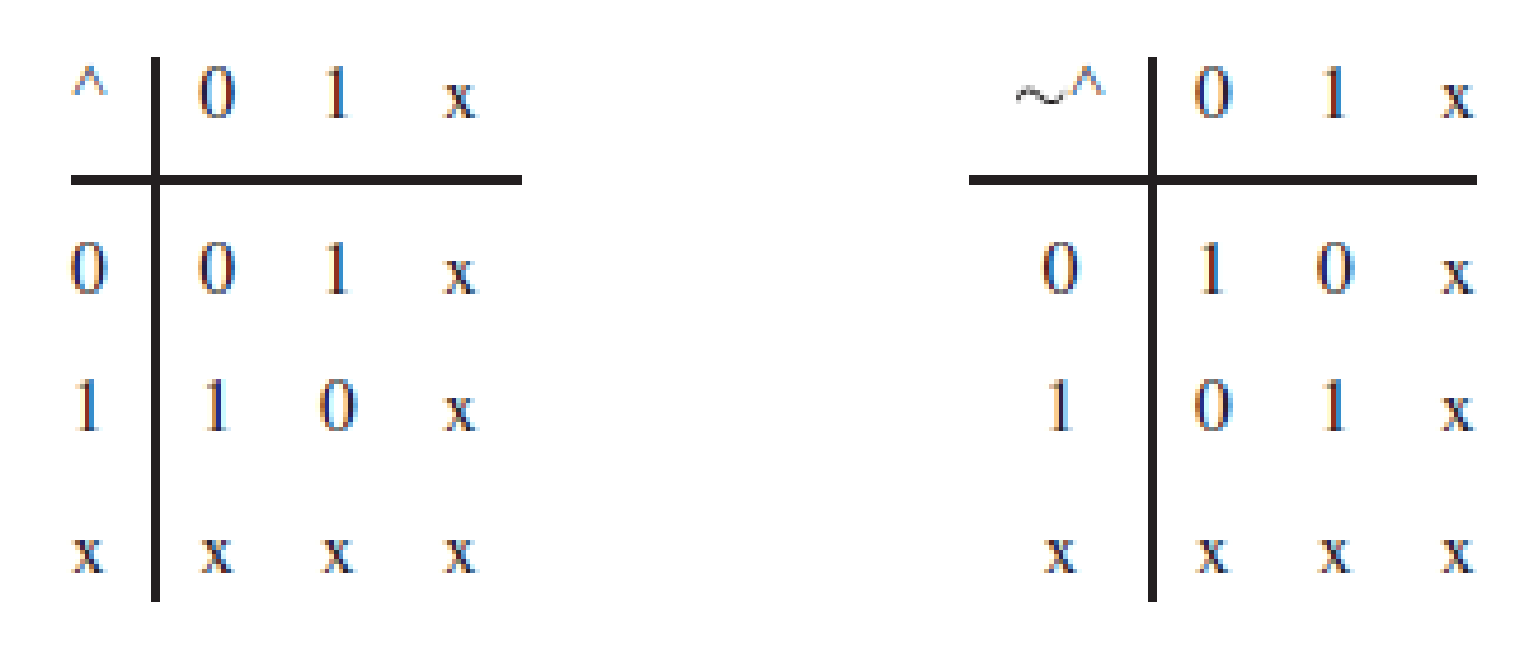 ^ 0 1 x ~^ 0 1 x
0 0 1 x 0 1 0 x
1 1 0 x 1 0 1 x
x x x x x x x x